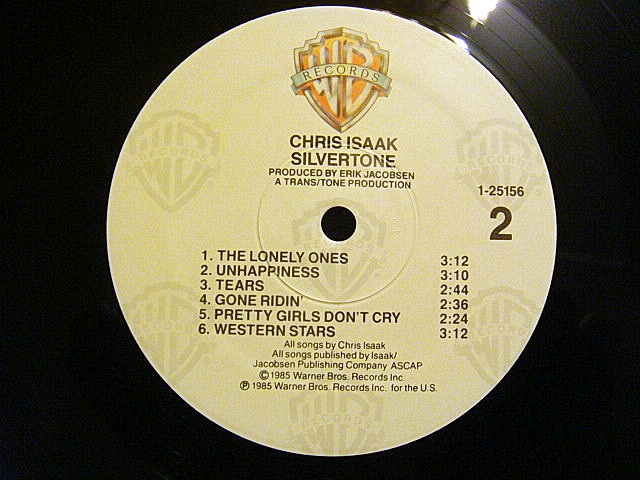 RECORDS
CHRIS ISAAK
SILVERTONE
PRODUCED BY ERIK JACOBSEN
A TRANS/TONE PRODUCTION
1-25156
2
1. THE LONELY ONES 3:12
2. UNHAPPINESS 3:10
3. TEARS 2:44
4. GONE RIDIN' 2:36
5. PRETTY GIRLS DON'T CRY 2:24
6. WESTERN STARS 3:12
All songs by Chris Isaak
All songs published by Isaak/
Jacobsen Publishing Company ASCAP
© 1985 Warner Bros. Records Inc.
℗ 1985 Warner Bros. Records Inc. for the U.S.